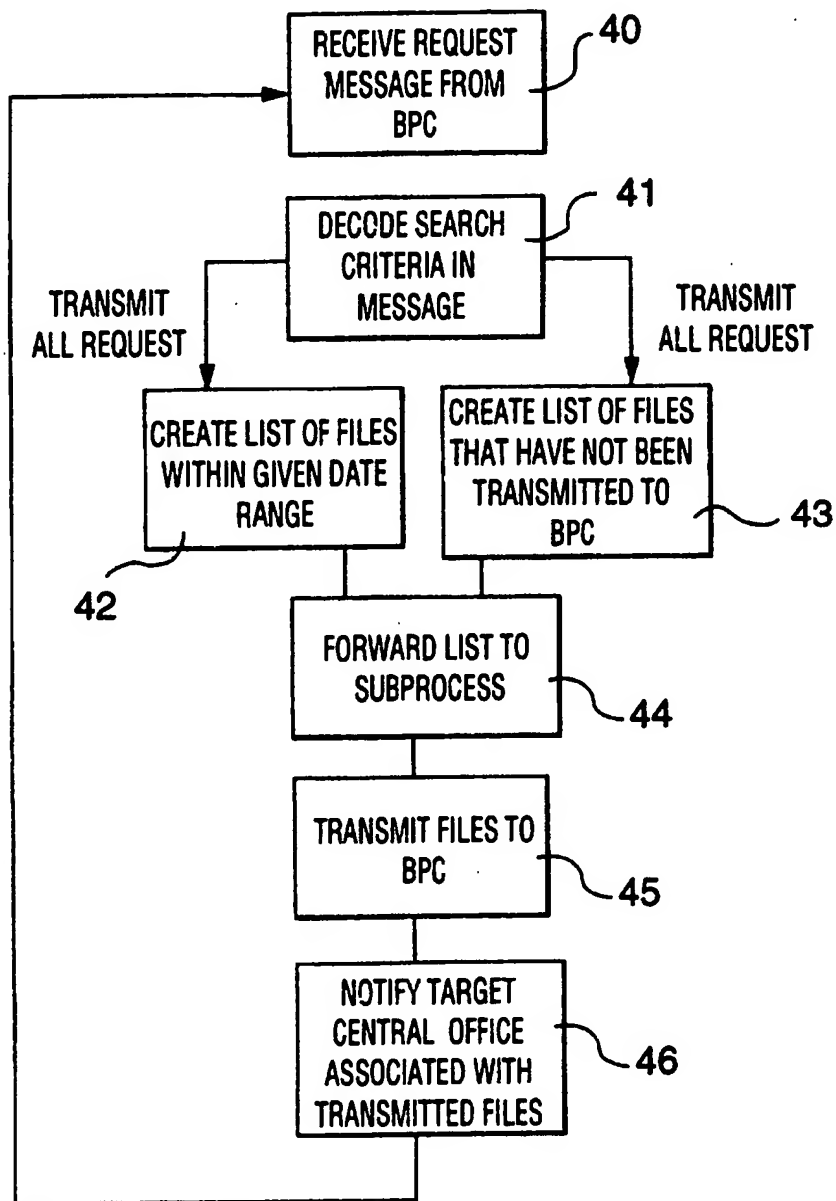 RECEIVE REQUEST
MESSAGE FROM
BPC
40
DECODE SEARCH
CRITERIA IN
MESSAGE
41
TRANSMIT
ALL REQUEST
TRANSMIT
ALL REQUEST
CREATE LIST OF FILES
WITHIN GIVEN DATE
RANGE
42
CREATE LIST OF FILES
THAT HAVE NOT BEEN
TRANSMITTED TO
BPC
43
FORWARD LIST TO
SUBPROCESS
44
TRANSMIT FILES TO
BPC
45
NOTIFY TARGET
CENTRAL OFFICE
ASSOCIATED WITH
TRANSMITTED FILES
46